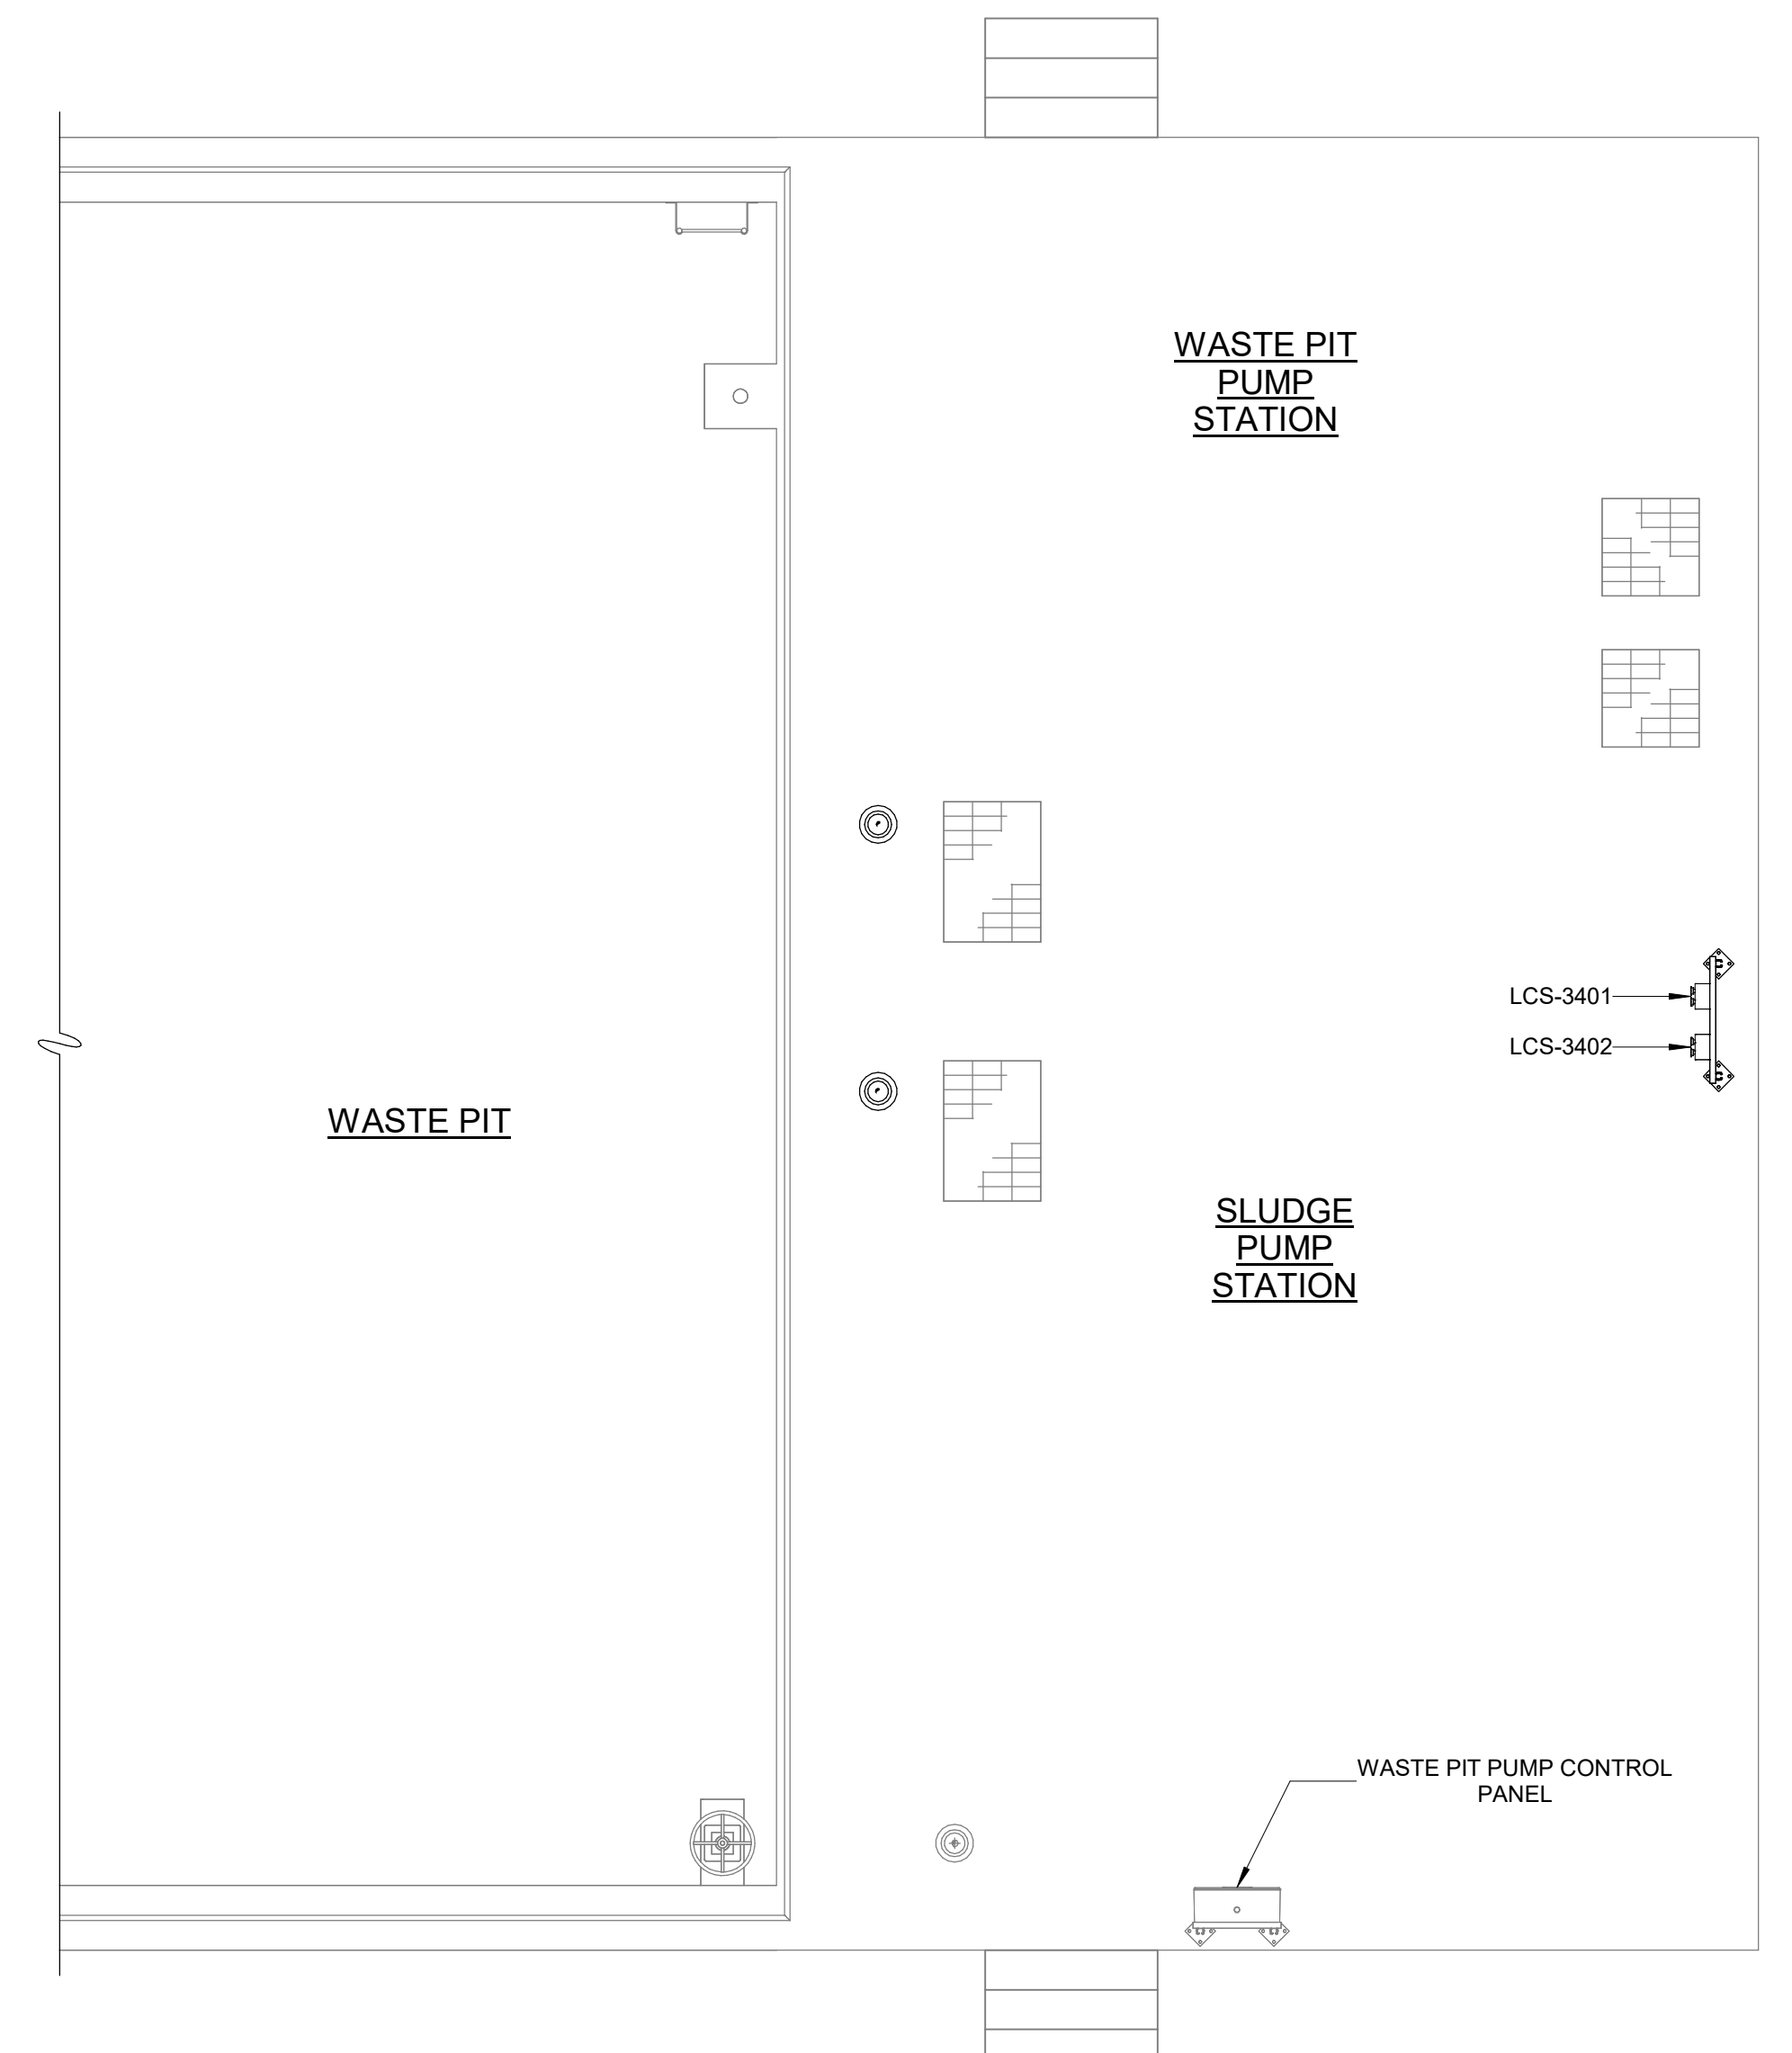 WASTE PIT
PUMP
STATION
LCS-3401
LCS-3402
WASTE PIT
SLUDGE
PUMP
STATION
WASTE PIT PUMP CONTROL
PANEL